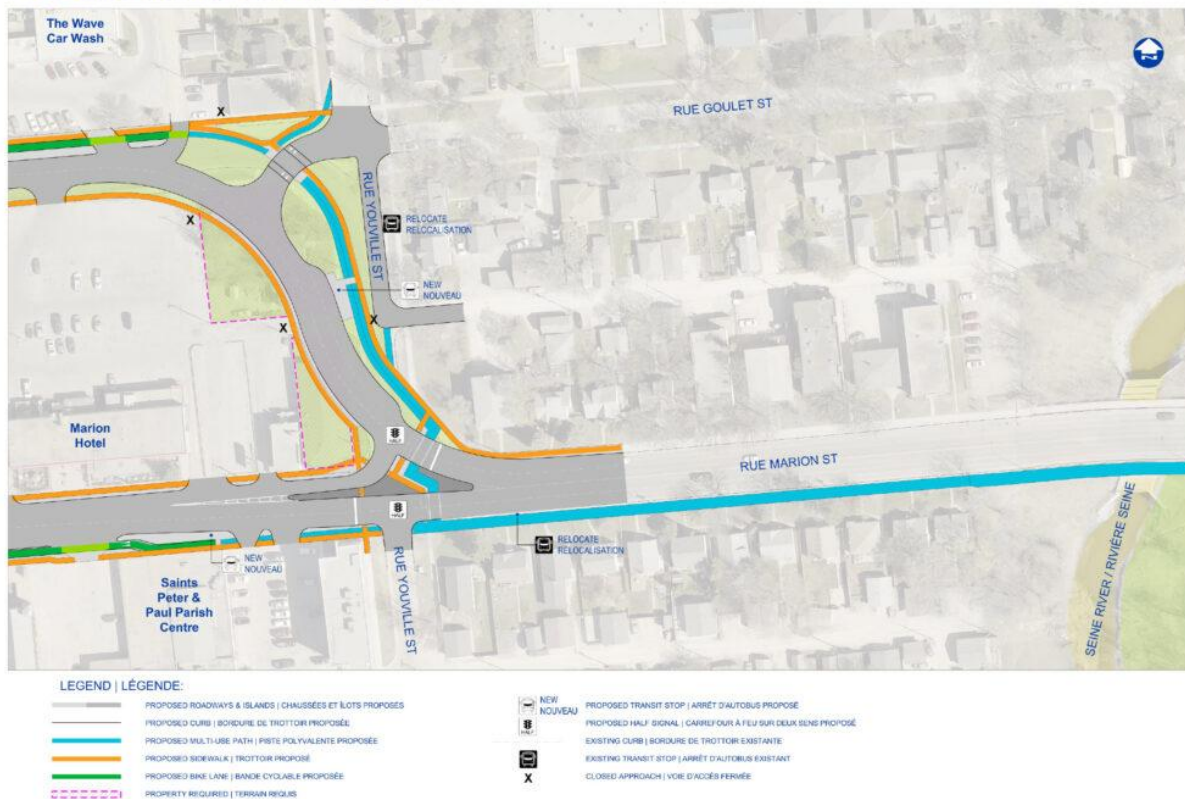 The Wave
Car Wash
RUE GOULET ST
X
RUE YOUVILLE ST
RELOCATE
RELOCALISATION
X
NEW
NOUVEAU
X
X
Marion
Hotel
HALF
RUE MARION ST
HALF
RELOCATE
RELOCALISATION
NEW
NOUVEAU
RUE YOUVILLE ST
SEINE RIVER / RIVIÈRE SEINE
Saints
Peter &
Paul Parish
Centre
LEGEND | LÉGENDE:
PROPOSED ROADWAYS & ISLANDS | CHAUSSÉES ET ÎLOTS PROPOSÉS
PROPOSED CURB | BORDURE DE TROTTOIR PROPOSÉE
PROPOSED MULTI-USE PATH | PISTE POLYVALENTE PROPOSÉE
PROPOSED SIDEWALK | TROTTOIR PROPOSÉ
PROPOSED BIKE LANE | BANDE CYCLABLE PROPOSÉE
PROPERTY REQUIRED | TERRAIN REQUIS
NEW
NOUVEAU
PROPOSED TRANSIT STOP | ARRÊT D'AUTOBUS PROPOSÉ
HALF
PROPOSED HALF SIGNAL | CARREFOUR À FEU SUR DEUX SENS PROPOSÉ
EXISTING CURB | BORDURE DE TROTTOIR EXISTANTE
EXISTING TRANSIT STOP | ARRÊT D'AUTOBUS EXISTANT
X
CLOSED APPROACH | VOIE D'ACCÈS FERMÉE